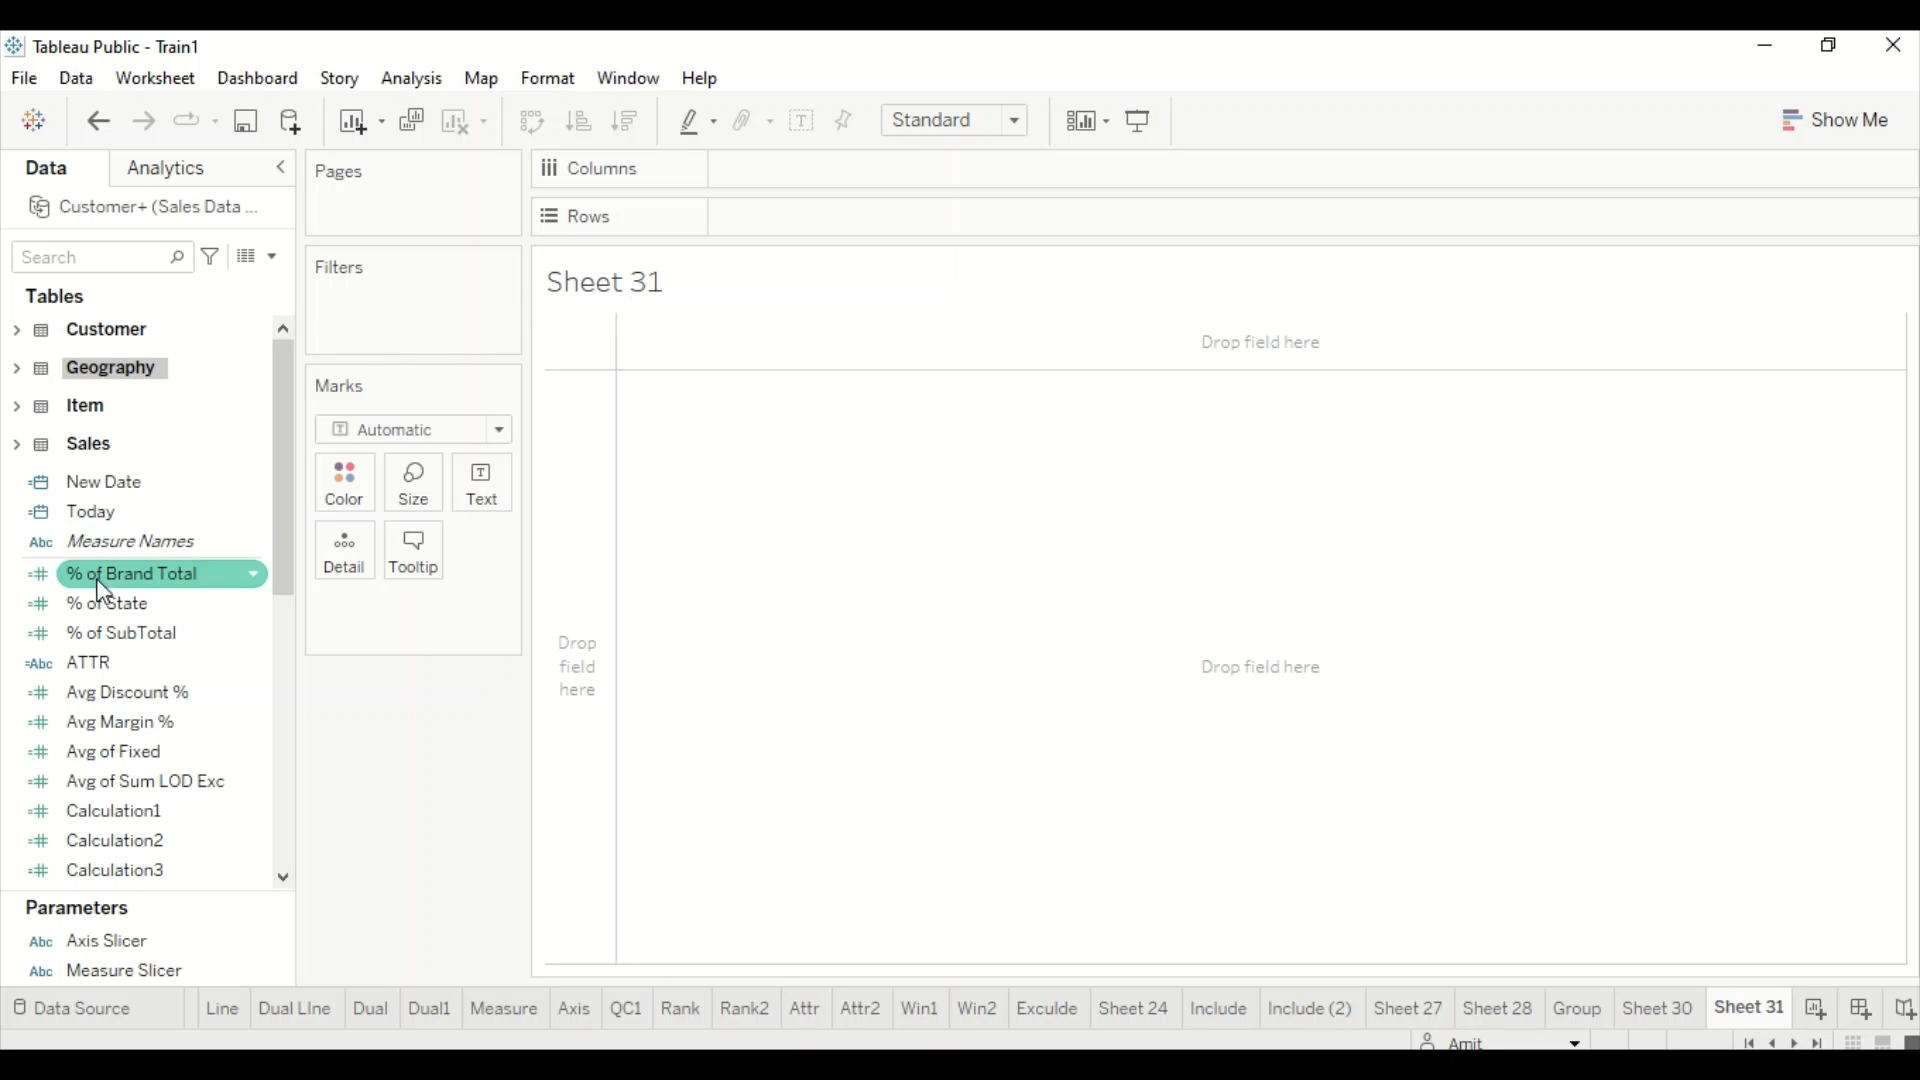 Tableau Public - Train1
File Data Worksheet Dashboard Story Analysis Map Format Window Help
Standard
Show Me
Data Analytics
Customer+ (Sales Data ...
Search
Tables
Customer
Geography
Item
Sales
New Date
Today
Abc Measure Names
% of Brand Total
% of State
% of SubTotal
=Abc ATTR
Avg Discount %
Avg Margin %
Avg of Fixed
Avg of Sum LOD Exc
Calculation1
Calculation2
Calculation3
Parameters
Abc Axis Slicer
Abc Measure Slicer
Pages
Filters
Marks
Automatic
Color Size Text
Detail Tooltip
Columns
Rows
Sheet 31
Drop field here
Drop
field
here
Drop field here
Data Source Line Dual LIne Dual Dual1 Measure Axis QC1 Rank Rank2 Attr Attr2 Win1 Win2 Exculde Sheet 24 Include Include (2) Sheet 27 Sheet 28 Group Sheet 30 Sheet 31
Amit